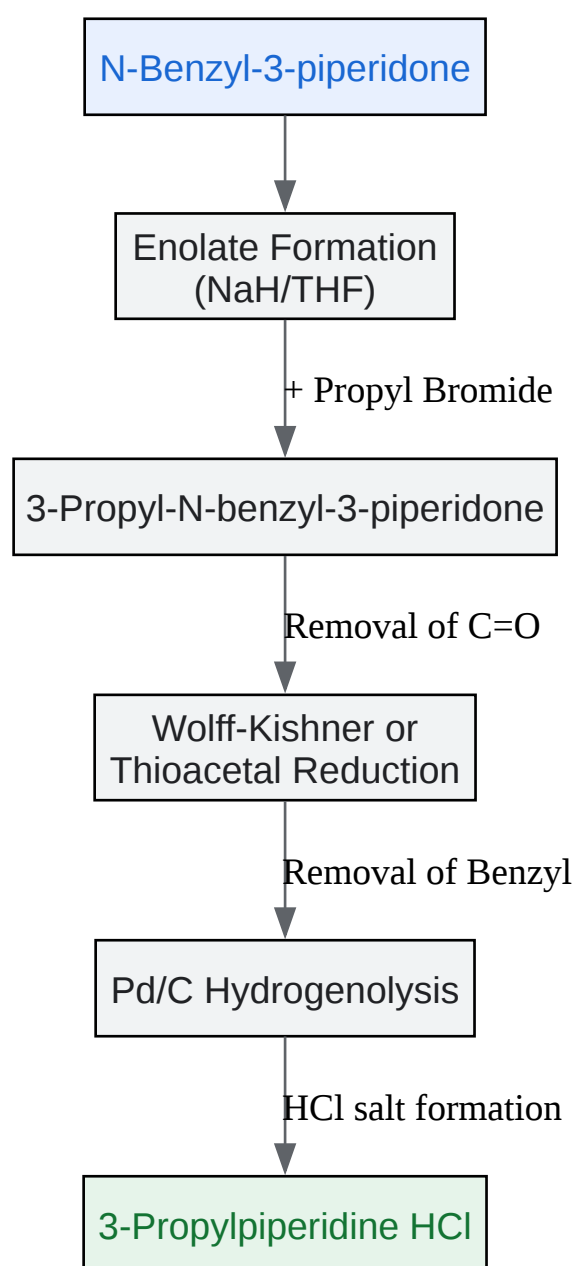 N-Benzyl-3-piperidone
Enolate Formation
(NaH/THF)
+ Propyl Bromide
3-Propyl-N-benzyl-3-piperidone
Removal of C=O
Wolff-Kishner or
Thioacetal Reduction
Removal of Benzyl
Pd/C Hydrogenolysis
HCl salt formation
3-Propylpiperidine HCl